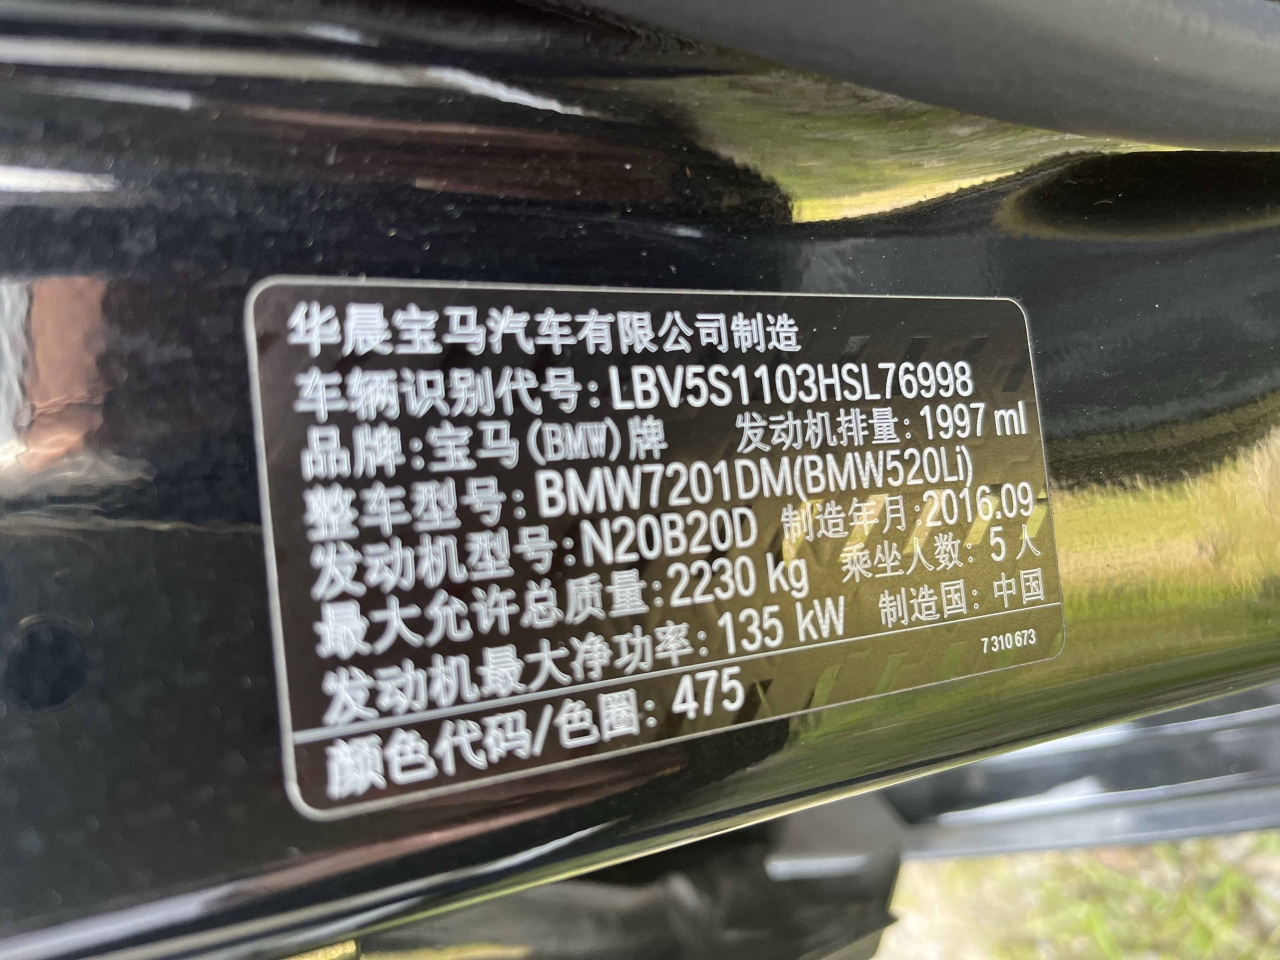 华晨宝马汽车有限公司制造
车辆识别代号：LBV5S1103HSL76998
品牌：宝马(BMW)牌 发动机排量：1997 ml
整车型号：BMW7201DM(BMW520Li)
发动机型号：N20B20D 制造年月：2016.09
最大允许总质量：2230 kg 乘坐人数：5 人
发动机最大净功率：135 kW 制造国：中国
颜色代码/色圈：475 7 310 673